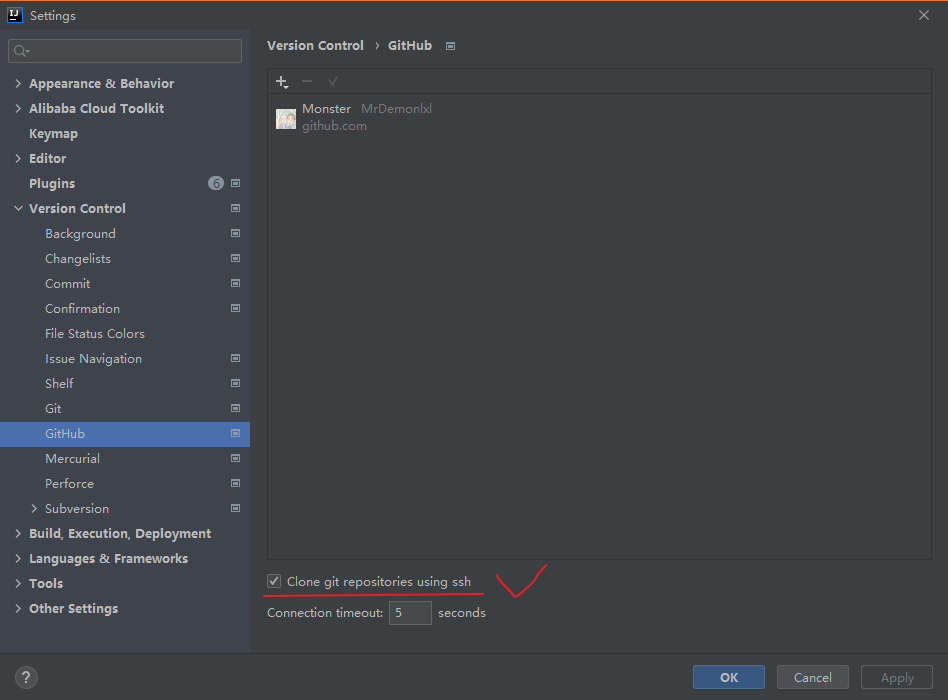 Settings
Version Control › GitHub
Appearance & Behavior
Alibaba Cloud Toolkit
Keymap
Editor
Plugins 6
Version Control
Background
Changelists
Commit
Confirmation
File Status Colors
Issue Navigation
Shelf
Git
GitHub
Mercurial
Perforce
Subversion
Build, Execution, Deployment
Languages & Frameworks
Tools
Other Settings
Monster MrDemonlxl
github.com
Clone git repositories using ssh
Connection timeout: 5 seconds
? OK Cancel Apply